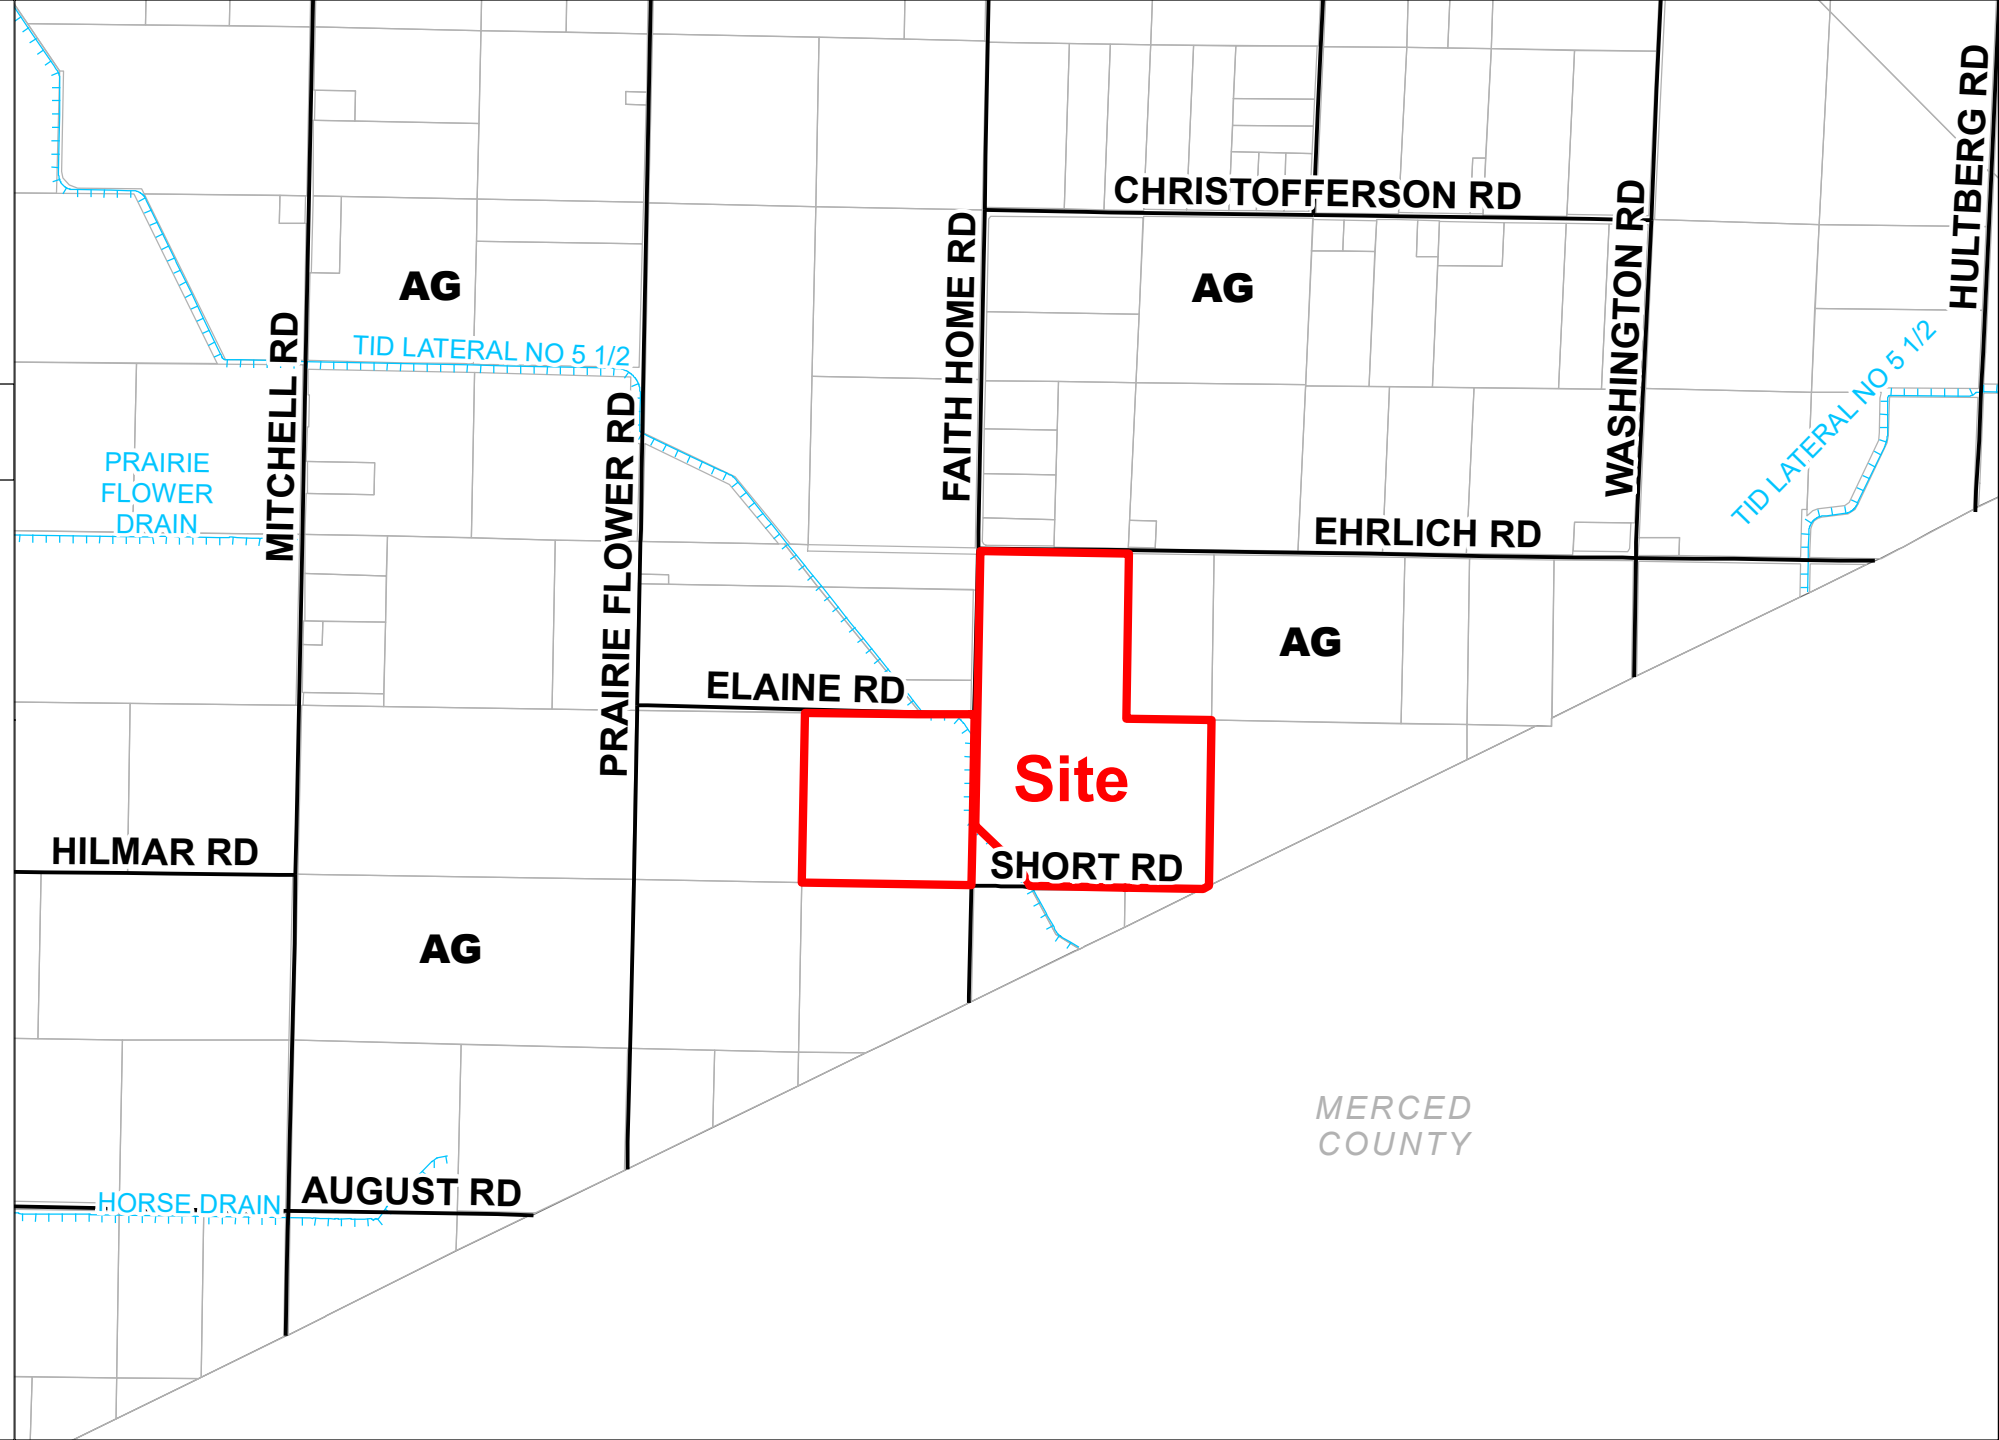 HULTBERG RD
CHRISTOFFERSON RD
WASHINGTON RD
FAITH HOME RD
AG
AG
MITCHELL RD
TID LATERAL NO 5 1/2
TID LATERAL NO 5 1/2
PRAIRIE FLOWER RD
PRAIRIE
FLOWER
DRAIN
EHRLICH RD
AG
ELAINE RD
Site
HILMAR RD
SHORT RD
AG
MERCED
COUNTY
AUGUST RD
HORSE DRAIN